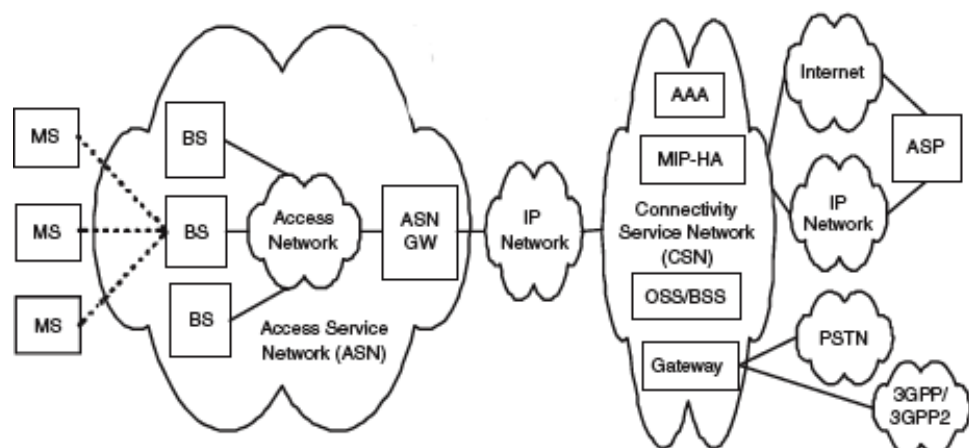 MS
MS
MS
BS
BS
BS
Access
Network
ASN
GW
Access Service
Network (ASN)
IP
Network
AAA
MIP-HA
Connectivity
Service Network
(CSN)
OSS/BSS
Gateway
Internet
IP
Network
ASP
PSTN
3GPP/
3GPP2